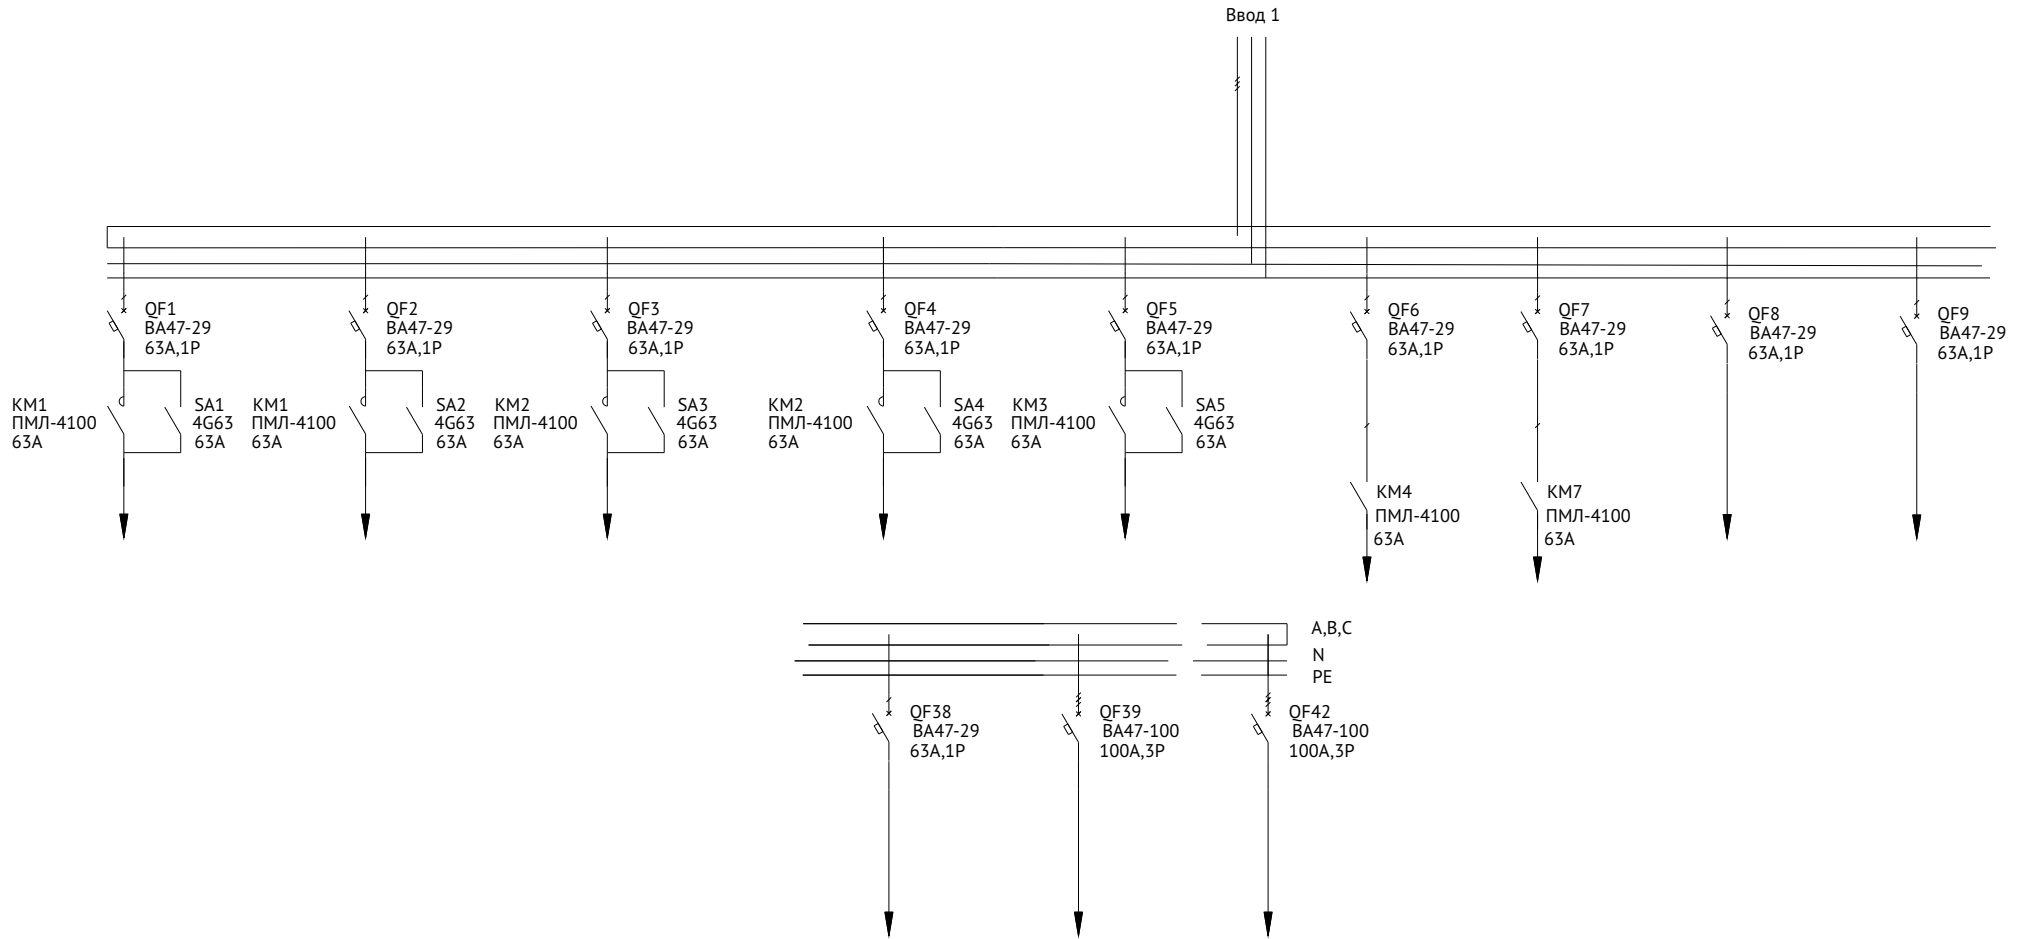 Ввод 1
QF1
ВА47-29
63А,1Р
QF2
ВА47-29
63А,1Р
QF3
ВА47-29
63А,1Р
QF4
ВА47-29
63А,1Р
QF5
ВА47-29
63А,1Р
QF6
ВА47-29
63А,1Р
QF7
ВА47-29
63А,1Р
QF8
ВА47-29
63А,1Р
QF9
ВА47-29
63А,1Р
КМ1
ПМЛ-4100
63А
SA1
4G63
63А
КМ1
ПМЛ-4100
63А
SA2
4G63
63А
КМ2
ПМЛ-4100
63А
SA3
4G63
63А
КМ2
ПМЛ-4100
63А
SA4
4G63
63А
КМ3
ПМЛ-4100
63А
SA5
4G63
63А
КМ4
ПМЛ-4100
63А
КМ7
ПМЛ-4100
63А
A,B,C
N
PE
QF38
ВА47-29
63А,1Р
QF39
ВА47-100
100А,3Р
QF42
ВА47-100
100А,3Р